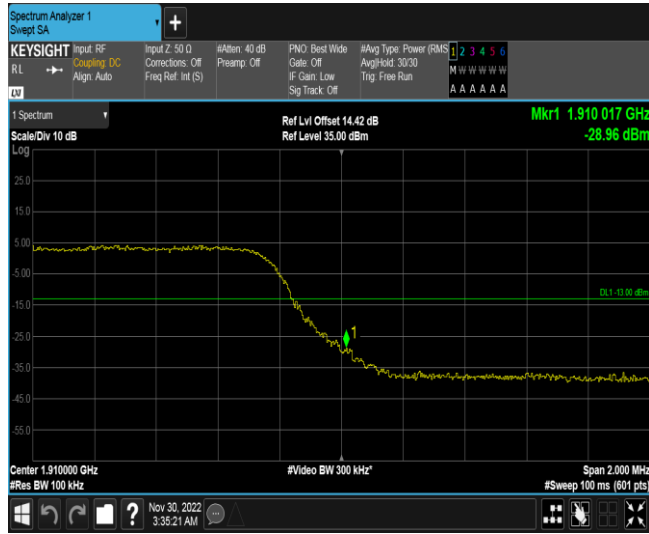 Spectrum Analyzer 1
Swept SA
+
KEYSIGHT Input: RF Input Z: 50 Ω #Atten: 40 dB PNO: Best Wide #Avg Type: Power (RMS 1 2 3 4 5 6
RL Coupling: DC Corrections: Off Preamp: Off Gate: Off Avg|Hold: 30/30 M W W W W W
Align: Auto Freq Ref: Int (S) IF Gain: Low Trig: Free Run
LXI Sig Track: Off A A A A A A
1 Spectrum Ref Lvl Offset 14.42 dB Mkr1 1.910 017 GHz
Scale/Div 10 dB Ref Level 35.00 dBm -28.96 dBm
Log
25.0
15.0
5.00
-5.00
DL1 -13.00 dBm
-15.0
1
-25.0
-35.0
-45.0
-55.0
Center 1.910000 GHz #Video BW 300 kHz* Span 2.000 MHz
#Res BW 100 kHz #Sweep 100 ms (601 pts)
? Nov 30, 2022
3:35:21 AM